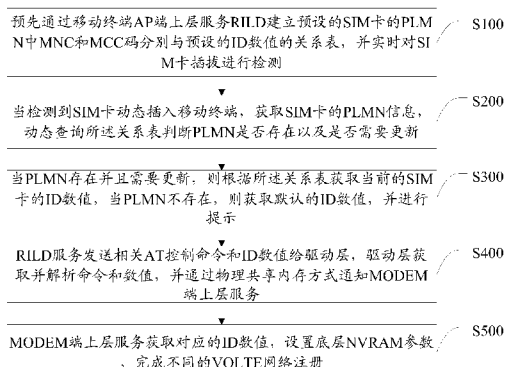 预先通过移动终端AP端上层服务RILD建立预设的SIM卡的PLM
N中MNC和MCC码分别与预设的ID数值的关系表，并实时对SI
M卡插拔进行检测
S100
当检测到SIM卡动态插入移动终端，获取SIM卡的PLMN信息，
动态查询所述关系表判断PLMN是否存在以及是否需要更新
S200
当PLMN存在并且需要更新，则根据所述关系表获取当前的SIM
卡的ID数值，当PLMN不存在，则获取默认的ID数值，并进行
提示
S300
RILD服务发送相关AT控制命令和ID数值给驱动层，驱动层获
取并解析命令和数值，并通过物理共享内存方式通知MODEM
端上层服务
S400
MODEM端上层服务获取对应的ID数值，设置底层NVRAM参数
、完成不同的VOLTE网络注册
S500